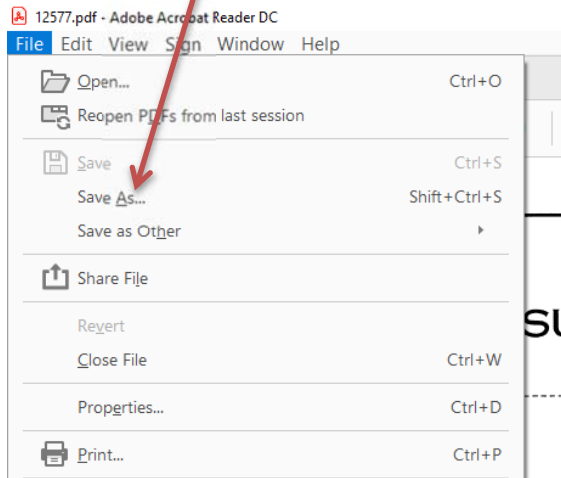 12577.pdf - Adobe Acrobat Reader DC
File Edit View Sign Window Help
Open... Ctrl+O
Reopen PDFs from last session
Save Ctrl+S
Save As... Shift+Ctrl+S
Save as Other
Share File
Revert
Close File Ctrl+W
Properties... Ctrl+D
Print... Ctrl+P